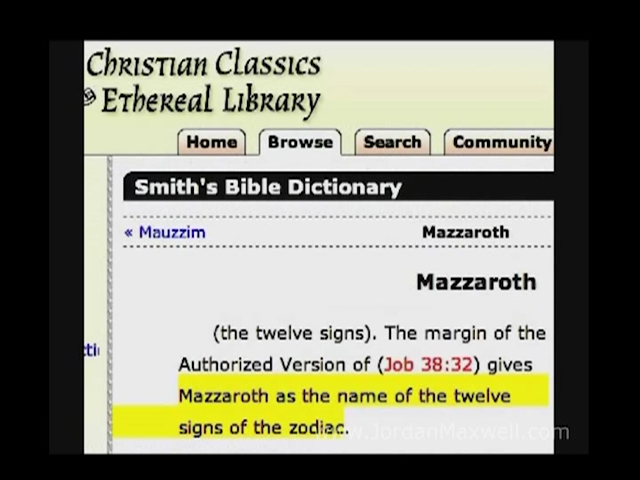 Christian Classics
Ethereal Library
Home Browse Search Community
Smith's Bible Dictionary
« Mauzzim Mazzaroth
Mazzaroth
(the twelve signs). The margin of the
Authorized Version of (Job 38:32) gives
Mazzaroth as the name of the twelve
signs of the zodiac.
www.JordanMaxwell.com